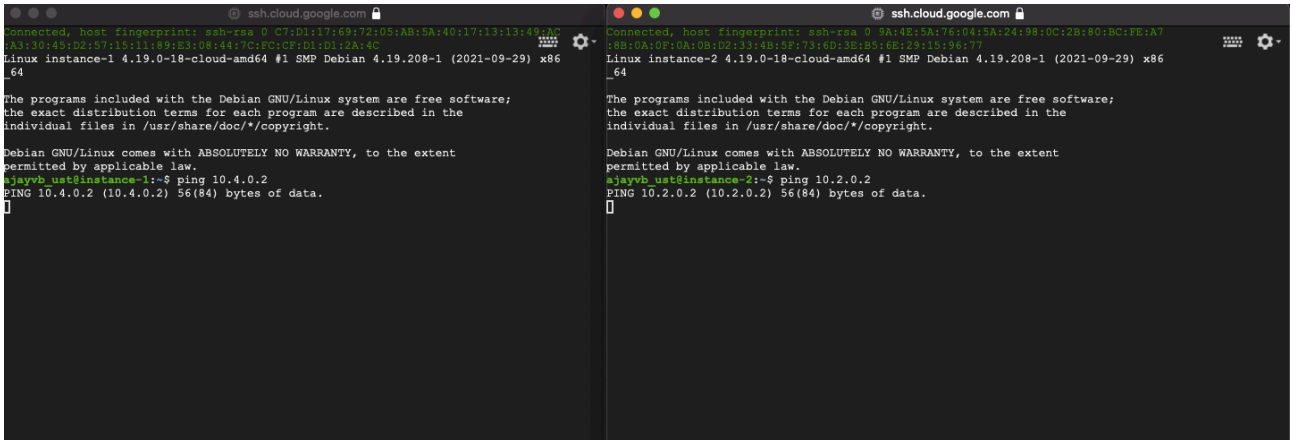 ssh.cloud.google.com
Connected, host fingerprint: ssh-rsa 0 C7:D1:17:69:72:05:AB:5A:40:17:13:13:49:AC
:A3:30:45:D2:57:15:11:89:E3:08:44:7C:FC:CF:D1:D1:2A:4C
Linux instance-1 4.19.0-18-cloud-amd64 #1 SMP Debian 4.19.208-1 (2021-09-29) x86
_64
The programs included with the Debian GNU/Linux system are free software;
the exact distribution terms for each program are described in the
individual files in /usr/share/doc/*/copyright.
Debian GNU/Linux comes with ABSOLUTELY NO WARRANTY, to the extent
permitted by applicable law.
ajayvb_ust@instance-1:~$ ping 10.4.0.2
PING 10.4.0.2 (10.4.0.2) 56(84) bytes of data.
ssh.cloud.google.com
Connected, host fingerprint: ssh-rsa 0 9A:4E:5A:76:04:5A:24:98:0C:2B:80:BC:FE:A7
:8B:0A:0F:0A:0B:D2:33:4B:5F:73:6D:3E:B5:6E:29:15:96:77
Linux instance-2 4.19.0-18-cloud-amd64 #1 SMP Debian 4.19.208-1 (2021-09-29) x86
_64
The programs included with the Debian GNU/Linux system are free software;
the exact distribution terms for each program are described in the
individual files in /usr/share/doc/*/copyright.
Debian GNU/Linux comes with ABSOLUTELY NO WARRANTY, to the extent
permitted by applicable law.
ajayvb_ust@instance-2:~$ ping 10.2.0.2
PING 10.2.0.2 (10.2.0.2) 56(84) bytes of data.